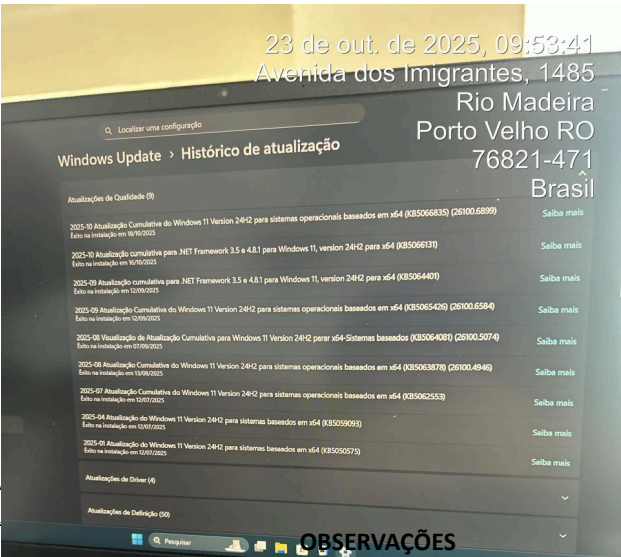 23 de out. de 2025, 09:53:41
Avenida dos Imigrantes, 1485
Rio Madeira
Porto Velho RO
76821-471
Brasil
Localizar uma configuração
Windows Update > Histórico de atualização
Atualizações de Qualidade (9)
2025-10 Atualização Cumulativa do Windows 11 Version 24H2 para sistemas operacionais baseados em x64 (KB5066835) (26100.6899) Saiba mais
Êxito na instalação em 18/10/2025
2025-10 Atualização cumulativa para .NET Framework 3.5 e 4.8.1 para Windows 11, version 24H2 para x64 (KB5066131) Saiba mais
Êxito na instalação em 16/10/2025
2025-09 Atualização cumulativa para .NET Framework 3.5 e 4.8.1 para Windows 11, version 24H2 para x64 (KB5064401) Saiba mais
Êxito na instalação em 12/09/2025
2025-09 Atualização Cumulativa do Windows 11 Version 24H2 para sistemas operacionais baseados em x64 (KB5065426) (26100.6584) Saiba mais
Êxito na instalação em 12/09/2025
2025-08 Visualização de Atualização Cumulativa para Windows 11 Version 24H2 perar x64-Sistemas baseados (KB5064081) (26100.5074) Saiba mais
Êxito na instalação em 07/09/2025
2025-08 Atualização Cumulativa do Windows 11 Version 24H2 para sistemas operacionais baseados em x64 (KB5063878) (26100.4946) Saiba mais
Êxito na instalação em 13/08/2025
2025-07 Atualização Cumulativa do Windows 11 Version 24H2 para sistemas operacionais baseados em x64 (KB5062553) Saiba mais
Êxito na instalação em 12/07/2025
2025-04 Atualização do Windows 11 Version 24H2 para sistemas baseados em x64 (KB5059093) Saiba mais
Êxito na instalação em 12/07/2025
2025-01 Atualização do Windows 11 Version 24H2 para sistemas baseados em x64 (KB5050575) Saiba mais
Êxito na instalação em 12/07/2025
Atualizações de Driver (4)
Atualizações de Definição (50)
Pesquisar
OBSERVAÇÕES